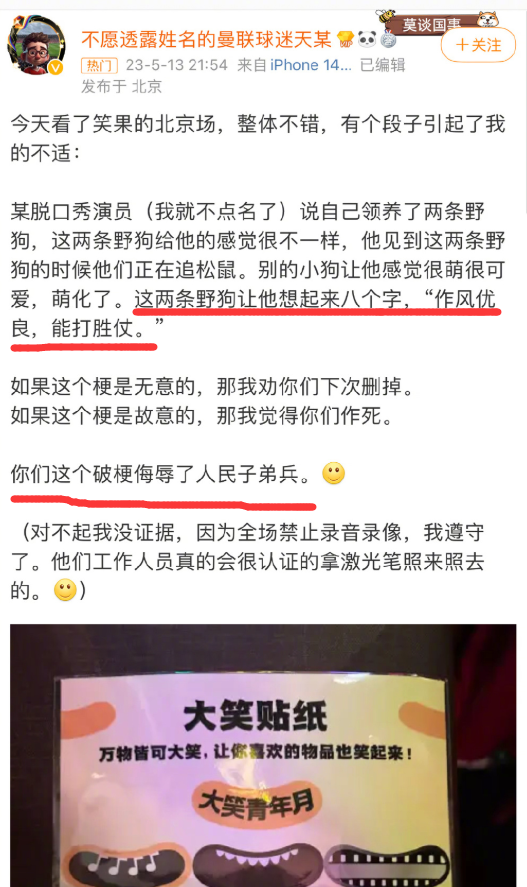 莫谈国事
不愿透露姓名的曼联球迷天某
+关注
热门 23-5-13 21:54 来自 iPhone 14... 已编辑
发布于 北京
今天看了笑果的北京场，整体不错，有个段子引起了我
的不适：
某脱口秀演员（我就不点名了）说自己领养了两条野
狗，这两条野狗给他的感觉很不一样，他见到这两条野
狗的时候他们正在追松鼠。别的小狗让他感觉很萌很可
爱，萌化了。这两条野狗让他想起来八个字，“作风优
良，能打胜仗。”
如果这个梗是无意的，那我劝你们下次删掉。
如果这个梗是故意的，那我觉得你们作死。
你们这个破梗侮辱了人民子弟兵。
（对不起我没证据，因为全场禁止录音录像，我遵守
了。他们工作人员真的会很认证的拿激光笔照来照去
的。）
大笑贴纸
万物皆可大笑，让你喜欢的物品也笑起来！
大笑青年月